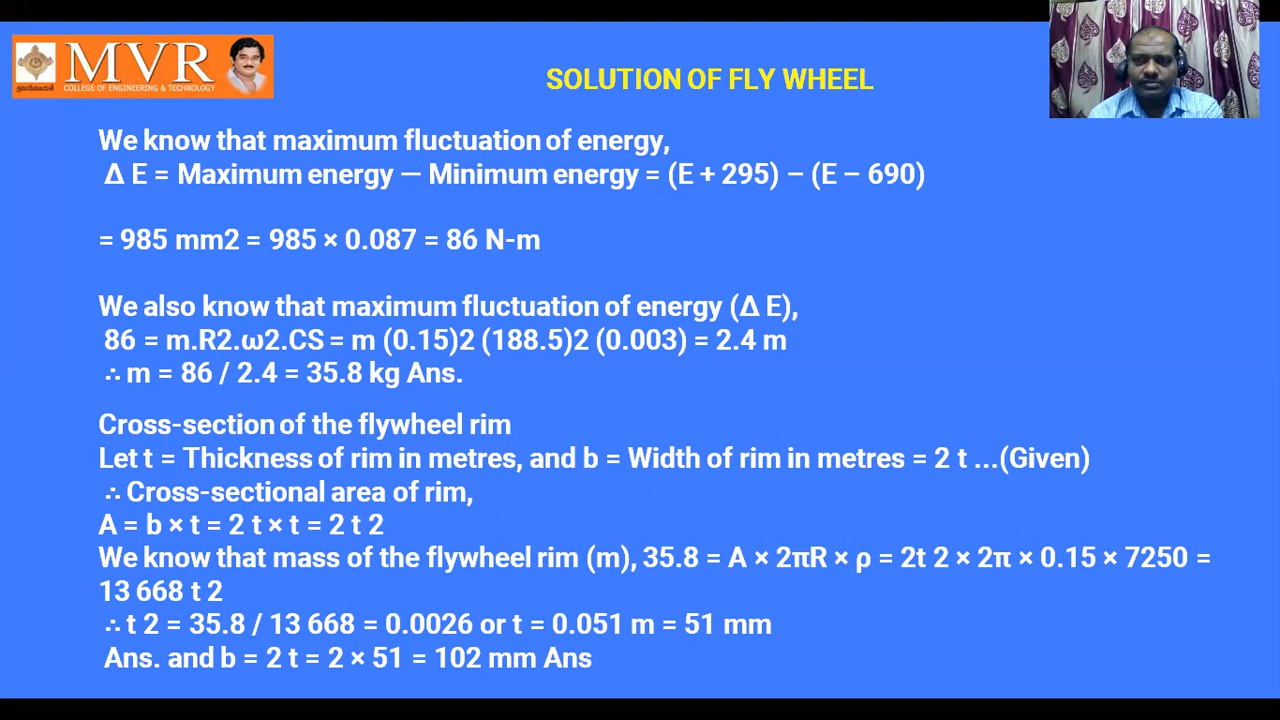 MVR
COLLEGE OF ENGINEERING & TECHNOLOGY
SOLUTION OF FLY WHEEL
We know that maximum fluctuation of energy,
Δ E = Maximum energy — Minimum energy = (E + 295) – (E – 690)
= 985 mm2 = 985 × 0.087 = 86 N-m
We also know that maximum fluctuation of energy (Δ E),
86 = m.R2.ω2.CS = m (0.15)2 (188.5)2 (0.003) = 2.4 m
∴ m = 86 / 2.4 = 35.8 kg Ans.
Cross-section of the flywheel rim
Let t = Thickness of rim in metres, and b = Width of rim in metres = 2 t ...(Given)
∴ Cross-sectional area of rim,
A = b × t = 2 t × t = 2 t 2
We know that mass of the flywheel rim (m), 35.8 = A × 2πR × ρ = 2t 2 × 2π × 0.15 × 7250 =
13 668 t 2
∴ t 2 = 35.8 / 13 668 = 0.0026 or t = 0.051 m = 51 mm
Ans. and b = 2 t = 2 × 51 = 102 mm Ans